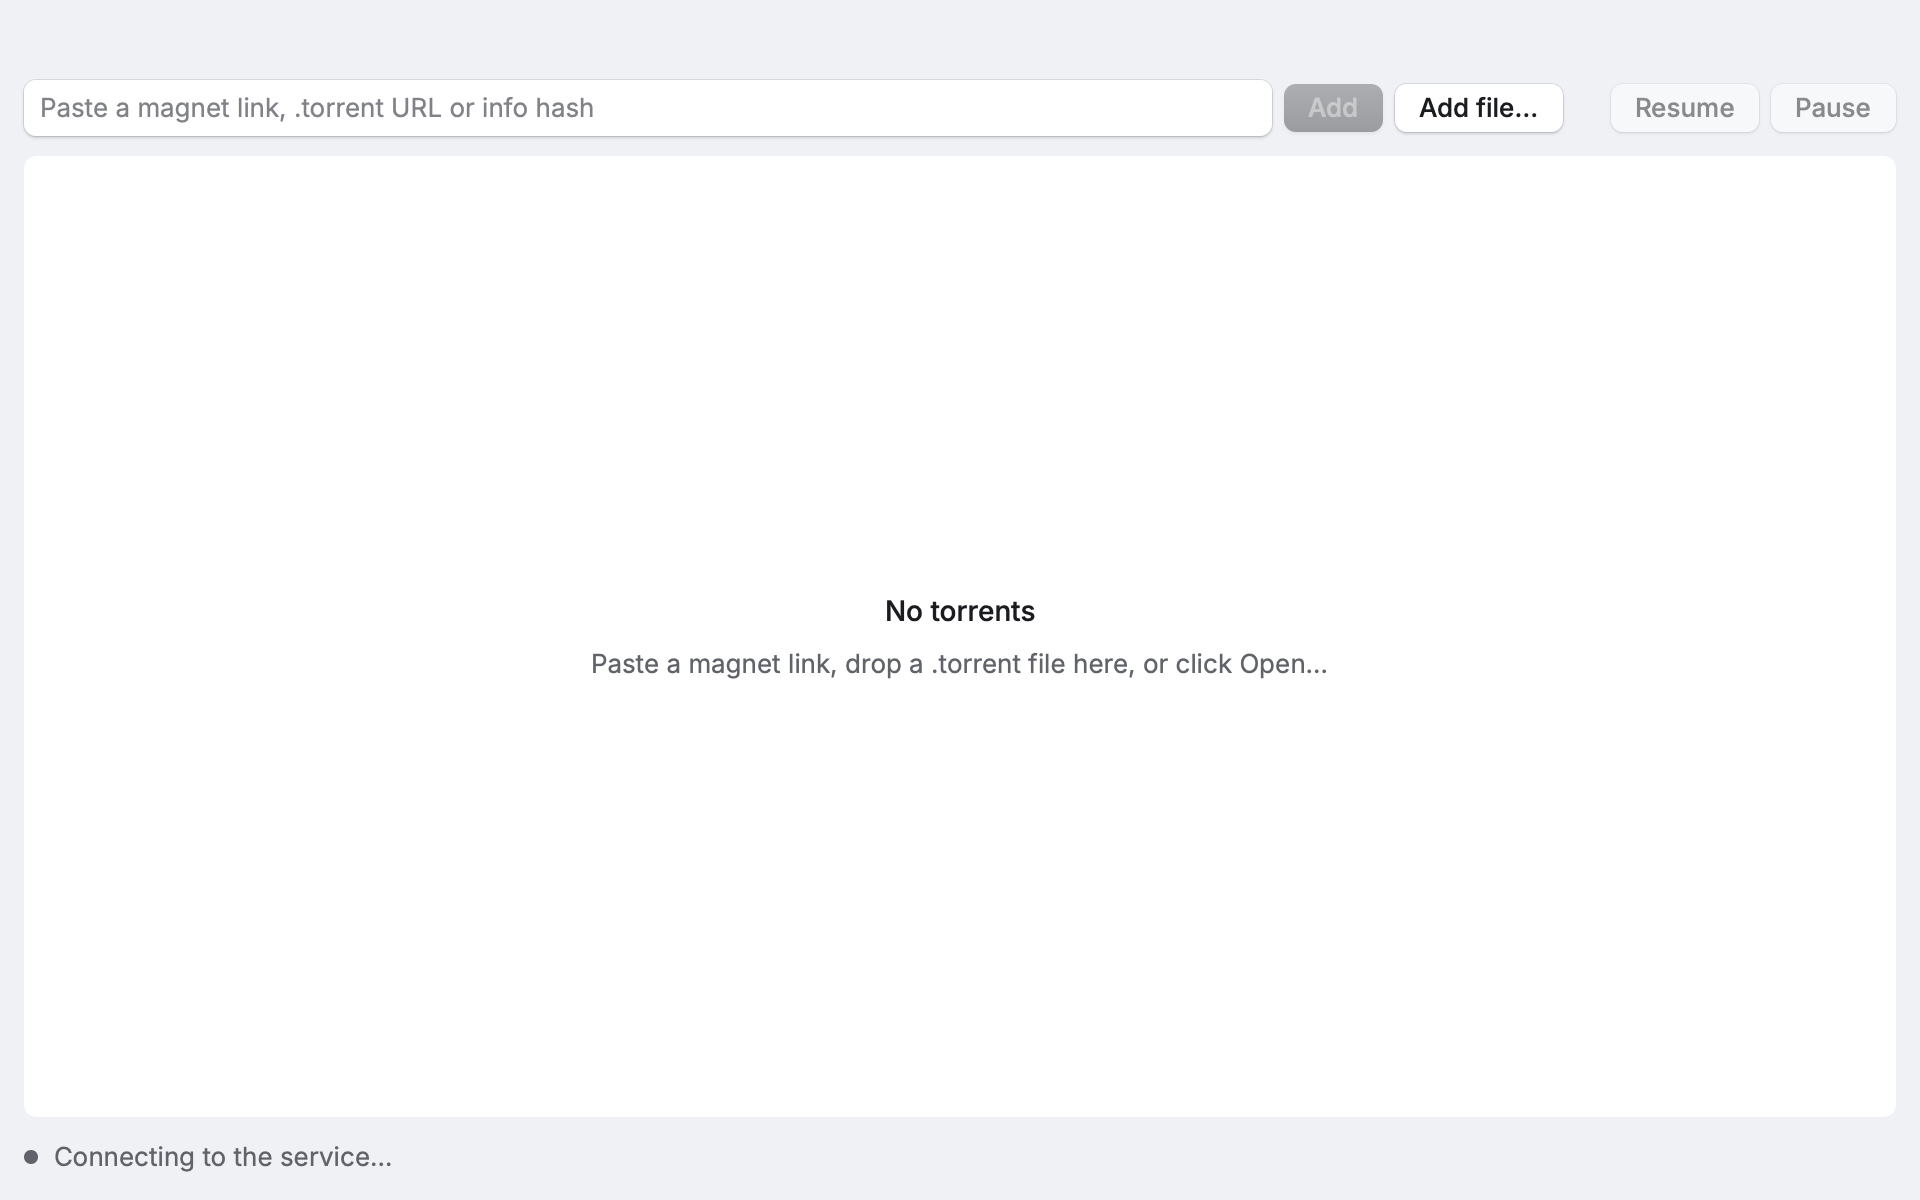 Paste a magnet link, .torrent URL or info hash
Add
Add file...
Resume
Pause
No torrents
Paste a magnet link, drop a .torrent file here, or click Open...
Connecting to the service...